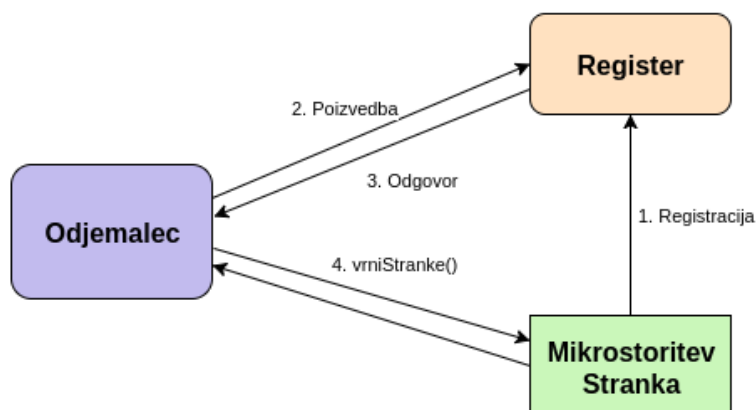 Register
2. Poizvedba
3. Odgovor
1. Registracija
Odjemalec
4. vrniStranke()
Mikrostoritev
Stranka